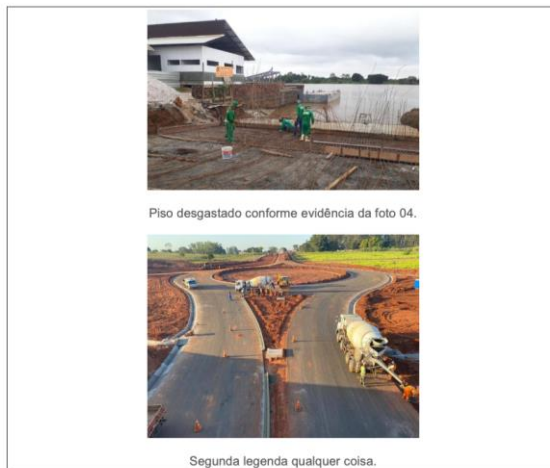 Piso desgastado conforme evidência da foto 04.
Segunda legenda qualquer coisa.